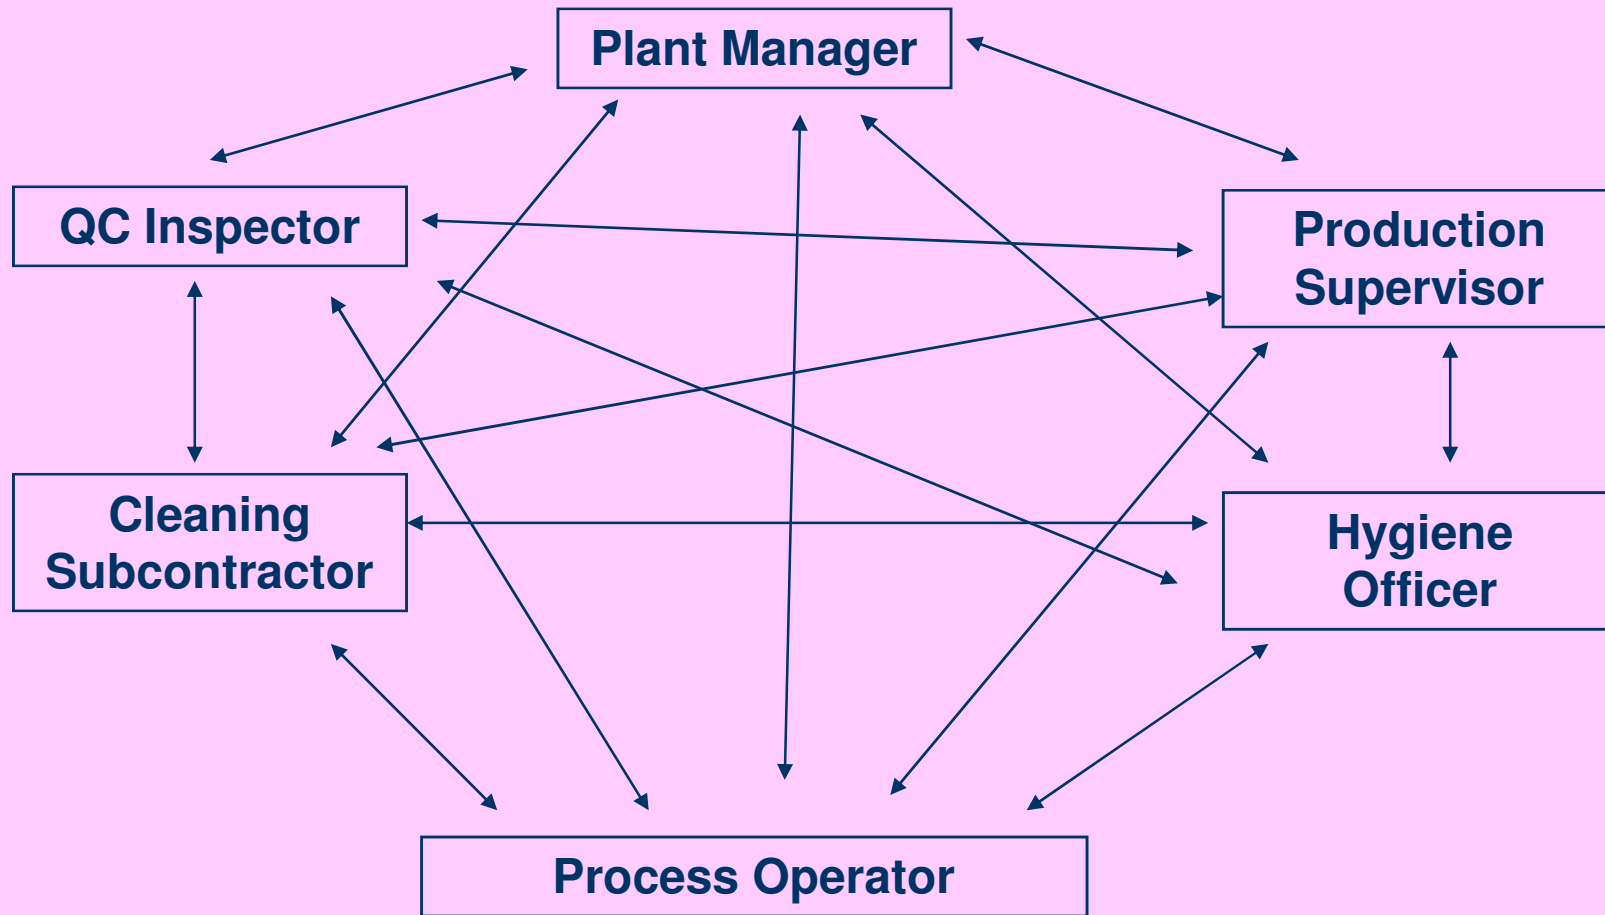 Plant Manager
QC Inspector
Production
Supervisor
Cleaning
Subcontractor
Hygiene
Officer
Process Operator